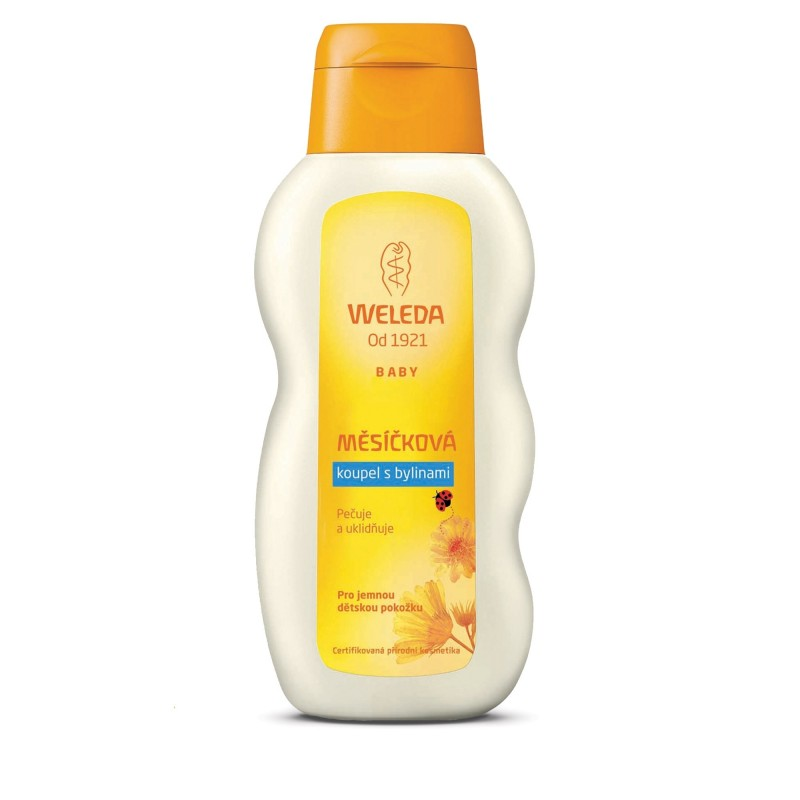 WELEDA
Od 1921
BABY
MĚSÍČKOVÁ
koupel s bylinami
Pečuje
a uklidňuje
Pro jemnou
dětskou pokožku
Certifikovaná přírodní kosmetika